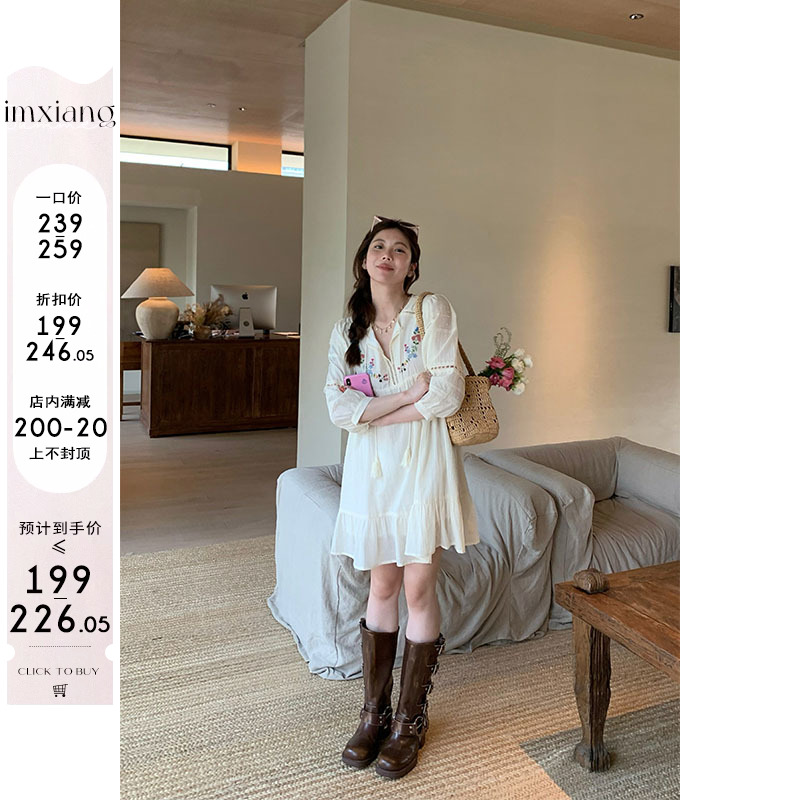 imxiang
一口价
239
–
259
折扣价
199
–
246.05
店内满减
200-20
上不封顶
预计到手价
≤
199
–
226.05
CLICK TO BUY